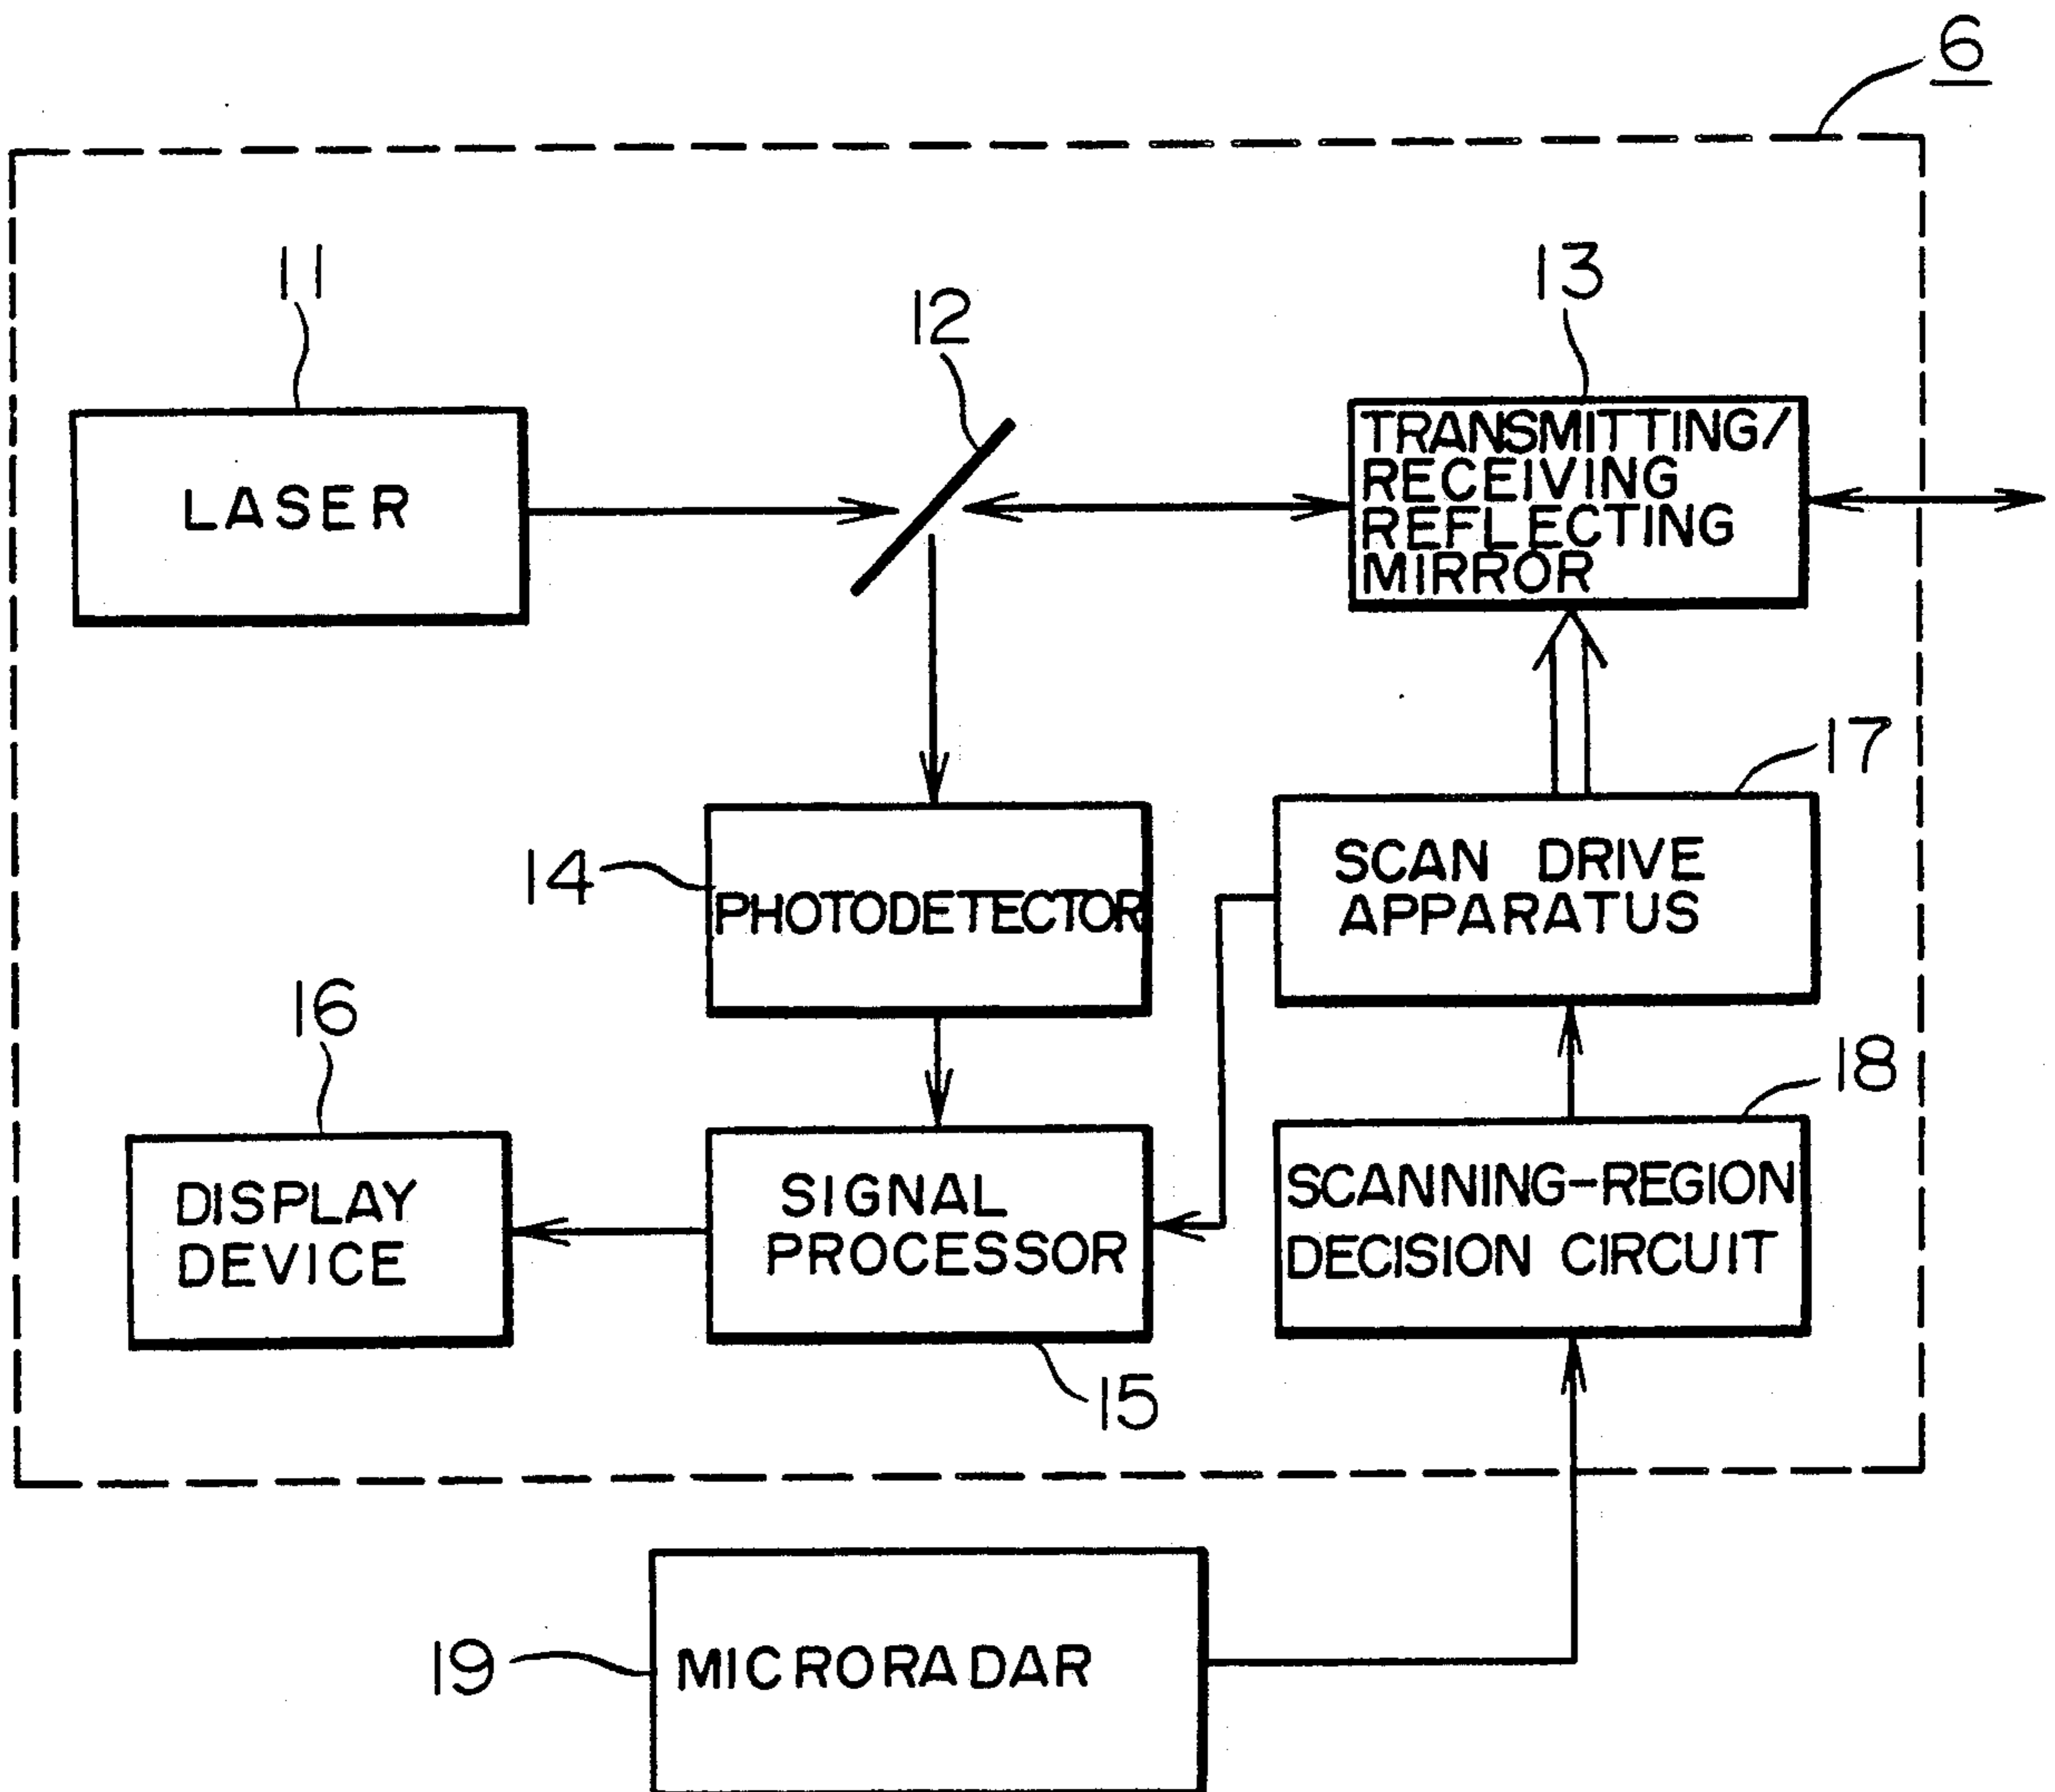 6
11
12
13
LASER
TRANSMITTING/
RECEIVING
REFLECTING
MIRROR
17
14
PHOTODETECTOR
SCAN DRIVE
APPARATUS
16
18
DISPLAY
DEVICE
SIGNAL
PROCESSOR
SCANNING-REGION
DECISION CIRCUIT
15
19
MICRORADAR